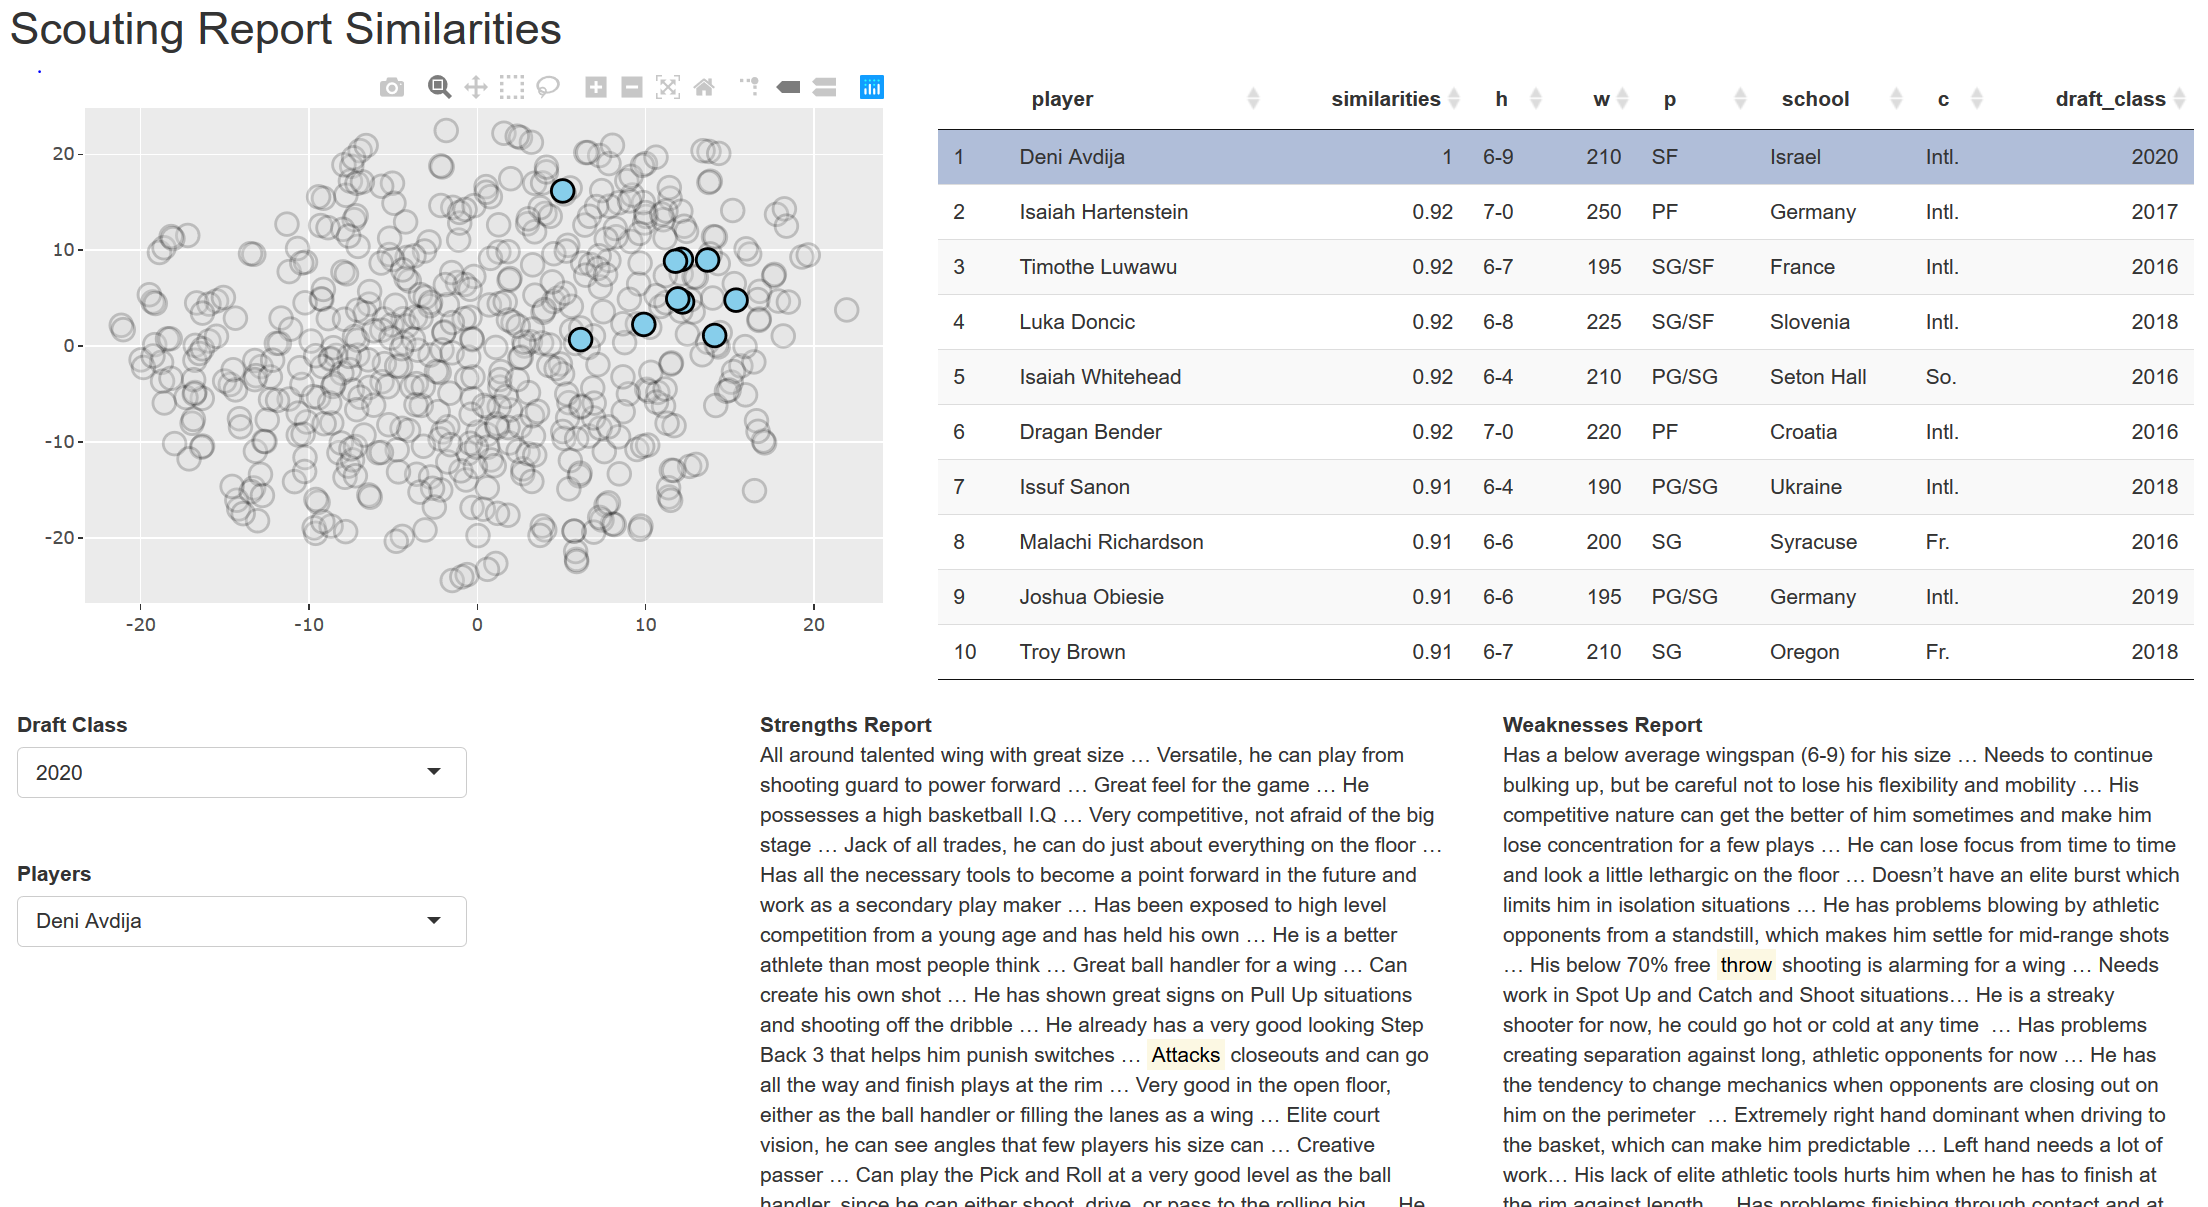 Scouting Report Similarities
20
10
0
-10
-20
-20 -10 0 10 20
player similarities h w p school c draft_class
1 Deni Avdija 1 6-9 210 SF Israel Intl. 2020
2 Isaiah Hartenstein 0.92 7-0 250 PF Germany Intl. 2017
3 Timothe Luwawu 0.92 6-7 195 SG/SF France Intl. 2016
4 Luka Doncic 0.92 6-8 225 SG/SF Slovenia Intl. 2018
5 Isaiah Whitehead 0.92 6-4 210 PG/SG Seton Hall So. 2016
6 Dragan Bender 0.92 7-0 220 PF Croatia Intl. 2016
7 Issuf Sanon 0.91 6-4 190 PG/SG Ukraine Intl. 2018
8 Malachi Richardson 0.91 6-6 200 SG Syracuse Fr. 2016
9 Joshua Obiesie 0.91 6-6 195 PG/SG Germany Intl. 2019
10 Troy Brown 0.91 6-7 210 SG Oregon Fr. 2018
Draft Class
2020
Players
Deni Avdija
Strengths Report
All around talented wing with great size … Versatile, he can play from
shooting guard to power forward … Great feel for the game … He
possesses a high basketball I.Q … Very competitive, not afraid of the big
stage … Jack of all trades, he can do just about everything on the floor …
Has all the necessary tools to become a point forward in the future and
work as a secondary play maker … Has been exposed to high level
competition from a young age and has held his own … He is a better
athlete than most people think … Great ball handler for a wing … Can
create his own shot … He has shown great signs on Pull Up situations
and shooting off the dribble … He already has a very good looking Step
Back 3 that helps him punish switches … Attacks closeouts and can go
all the way and finish plays at the rim … Very good in the open floor,
either as the ball handler or filling the lanes as a wing … Elite court
vision, he can see angles that few players his size can … Creative
passer … Can play the Pick and Roll at a very good level as the ball
handler, since he can either shoot, drive, or pass to the rolling big … He
Weaknesses Report
Has a below average wingspan (6-9) for his size … Needs to continue
bulking up, but be careful not to lose his flexibility and mobility … His
competitive nature can get the better of him sometimes and make him
lose concentration for a few plays … He can lose focus from time to time
and look a little lethargic on the floor … Doesn’t have an elite burst which
limits him in isolation situations … He has problems blowing by athletic
opponents from a standstill, which makes him settle for mid-range shots
… His below 70% free throw shooting is alarming for a wing … Needs
work in Spot Up and Catch and Shoot situations… He is a streaky
shooter for now, he could go hot or cold at any time … Has problems
creating separation against long, athletic opponents for now … He has
the tendency to change mechanics when opponents are closing out on
him on the perimeter … Extremely right hand dominant when driving to
the basket, which can make him predictable … Left hand needs a lot of
work… His lack of elite athletic tools hurts him when he has to finish at
the rim against length … Has problems finishing through contact and at